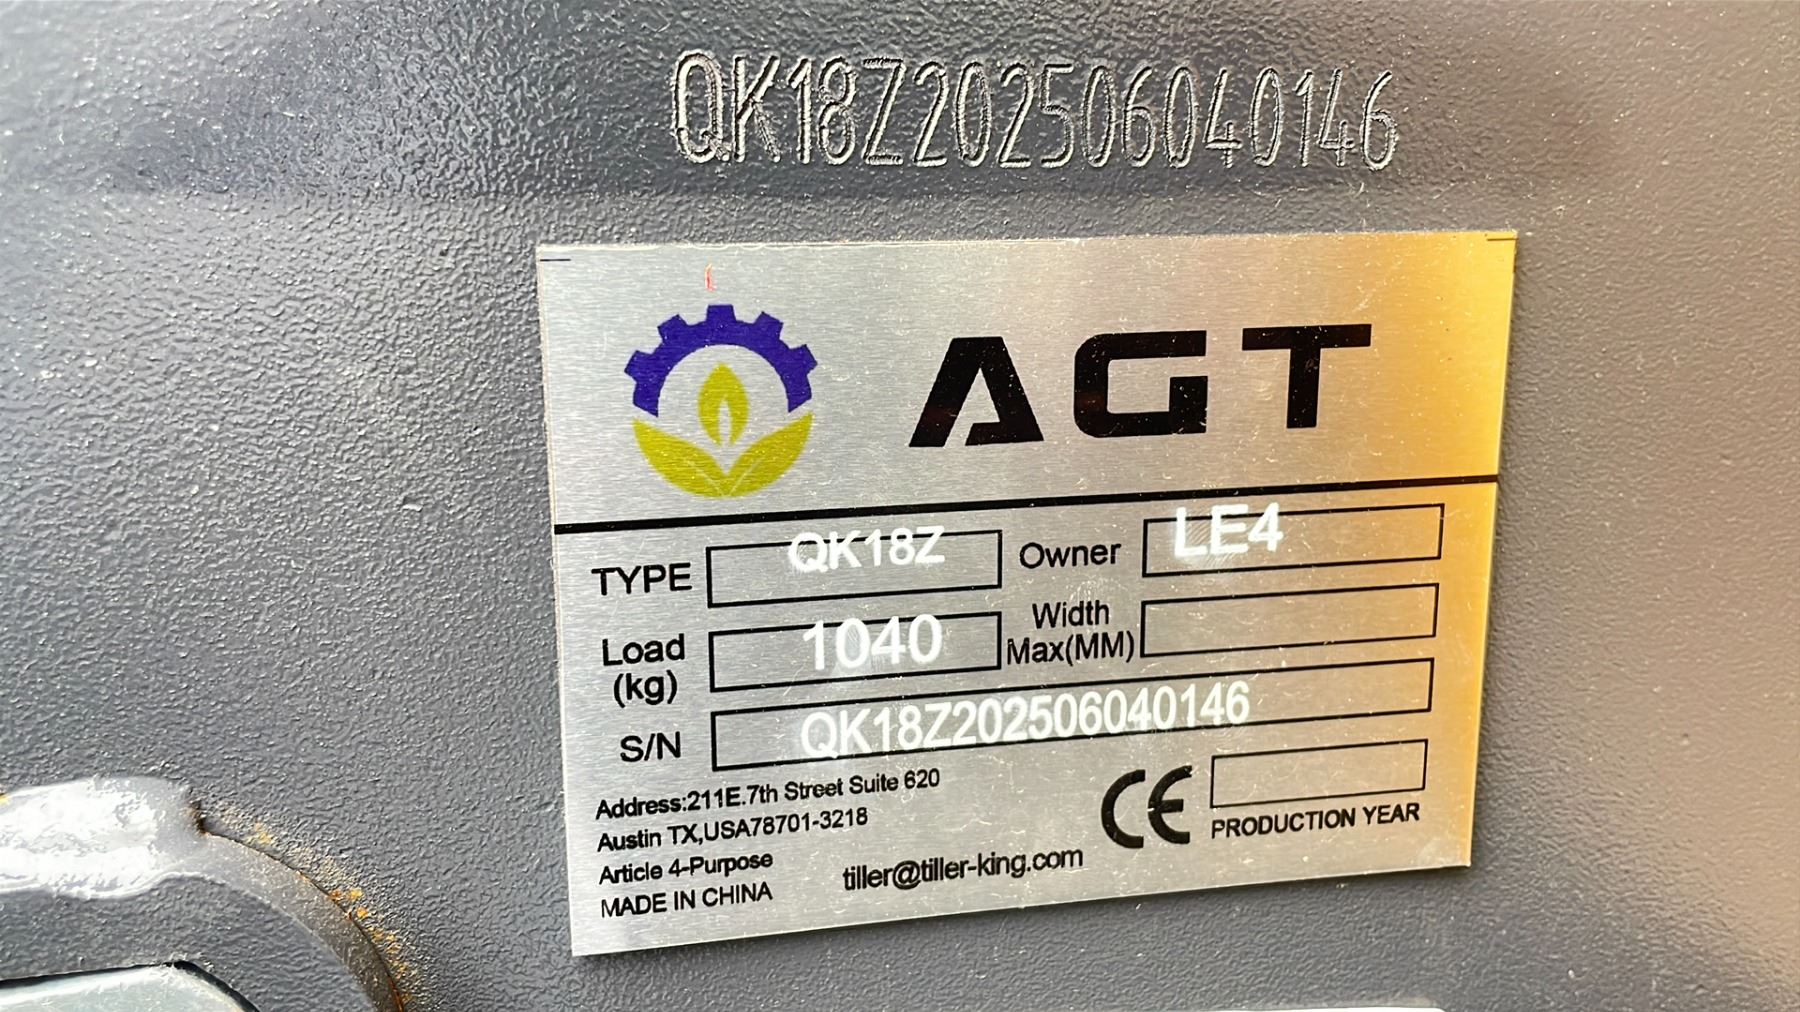 QK18Z202506040146
AGT
TYPE QK18Z Owner LE4
Load (kg) 1040 Width Max(MM)
S/N QK18Z202506040146
Address:211E.7th Street Suite 620
Austin TX,USA78701-3218
Article 4-Purpose
MADE IN CHINA
tiller@tiller-king.com
CE
PRODUCTION YEAR